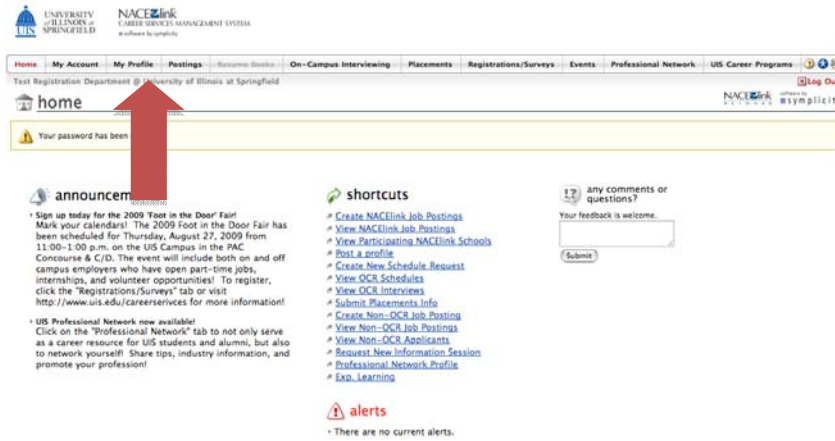 UNIVERSITY
of ILLINOIS at
SPRINGFIELD
UIS
NACElink
CAREER SERVICES MANAGEMENT SYSTEM
software by symplicity
Home My Account My Profile Postings Resume Books On-Campus Interviewing Placements Registrations/Surveys Events Professional Network UIS Career Programs
Test Registration Department @ University of Illinois at Springfield
Log Ou
home
NACElink
NETWORK
software by
symplicit
Your password has been
announcem
Sign up today for the 2009 'Foot in the Door' Fair!
Mark your calendars! The 2009 Foot in the Door Fair has
been scheduled for Thursday, August 27, 2009 from
11:00-1:00 p.m. on the UIS Campus in the PAC
Concourse & C/D. The event will include both on and off
campus employers who have open part-time jobs,
internships, and volunteer opportunities! To register,
click the "Registrations/Surveys" tab or visit
http://www.uis.edu/careerserivces for more information!
UIS Professional Network now available!
Click on the "Professional Network" tab to not only serve
as a career resource for UIS students and alumni, but also
to network yourself! Share tips, industry information, and
promote your profession!
shortcuts
Create NACElink Job Postings
View NACElink Job Postings
View Participating NACElink Schools
Post a profile
Create New Schedule Request
View OCR Schedules
View OCR Interviews
Submit Placements Info
Create Non-OCR Job Posting
View Non-OCR Job Postings
View Non-OCR Applicants
Request New Information Session
Professional Network Profile
Exp. Learning
alerts
There are no current alerts.
any comments or
questions?
Your feedback is welcome.
Submit